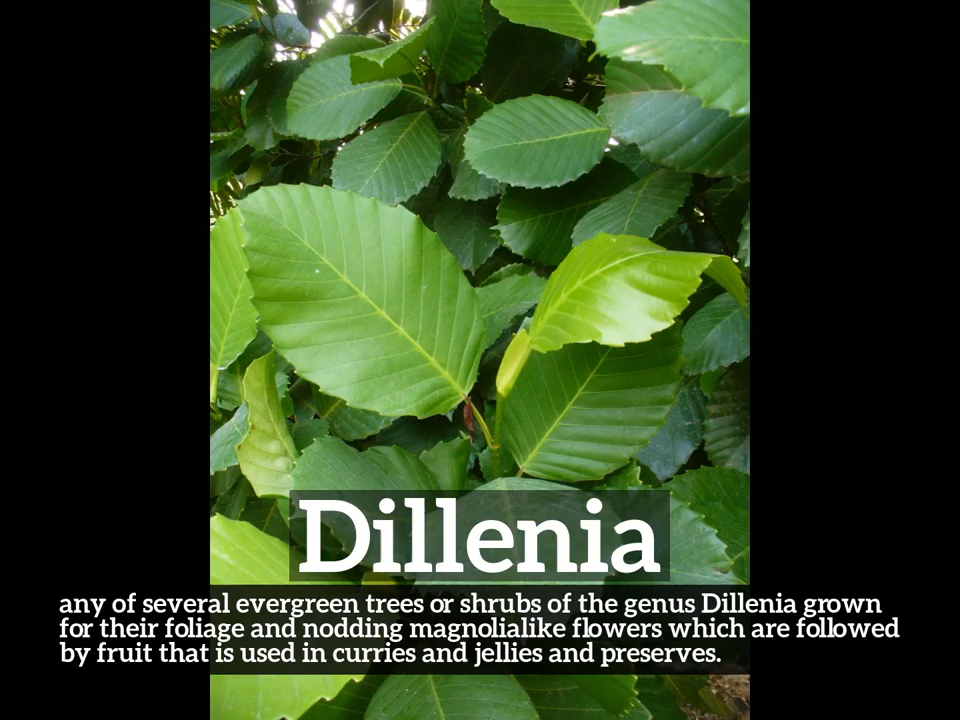 Dillenia
any of several evergreen trees or shrubs of the genus Dillenia grown
for their foliage and nodding magnolialike flowers which are followed
by fruit that is used in curries and jellies and preserves.